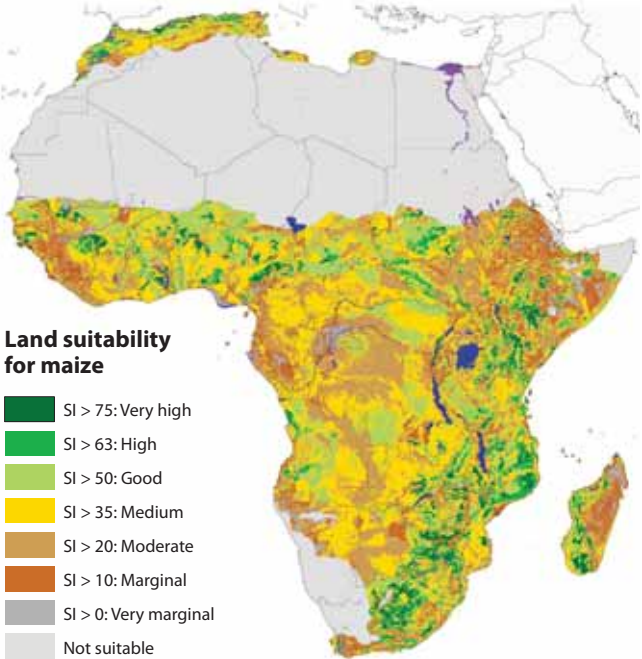 Land suitability
for maize
SI > 75: Very high
SI > 63: High
SI > 50: Good
SI > 35: Medium
SI > 20: Moderate
SI > 10: Marginal
SI > 0: Very marginal
Not suitable